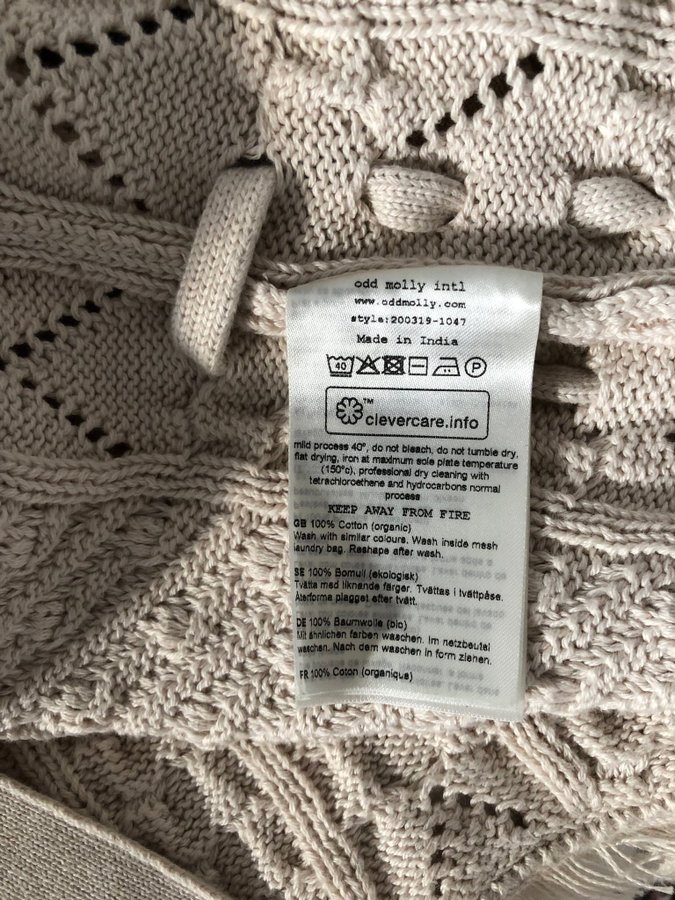 odd molly intl
www.oddmolly.com
style:200319-1047
Made in India
40 P
™
clevercare.info
mild process 40°, do not bleach, do not tumble dry,
flat drying, iron at maximum sole plate temperature
(150°c), professional dry cleaning with
tetrachloroethene and hydrocarbons normal
process
KEEP AWAY FROM FIRE
GB 100% Cotton (organic)
Wash with similar colours. Wash inside mesh
laundry bag. Reshape after wash.
SE 100% Bomull (ekologisk)
Tvätta med liknande färger. Tvättas i tvättpåse.
Återforma plagget efter tvätt.
DE 100% Baumwolle (bio)
Mit ähnlichen farben waschen. Im netzbeutel
waschen. Nach dem waschen in form ziehen.
FR 100% Coton (organique)